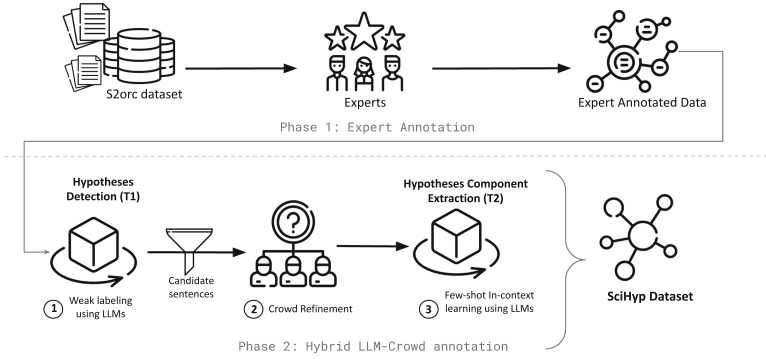 S2orc dataset
Experts
Expert Annotated Data
Phase 1: Expert Annotation
Hypotheses
Detection (T1)
Hypotheses Component
Extraction (T2)
?
Candidate
sentences
1 Weak labeling
using LLMs
2 Crowd Refinement
3 Few-shot In-context
learning using LLMs
SciHyp Dataset
Phase 2: Hybrid LLM-Crowd annotation